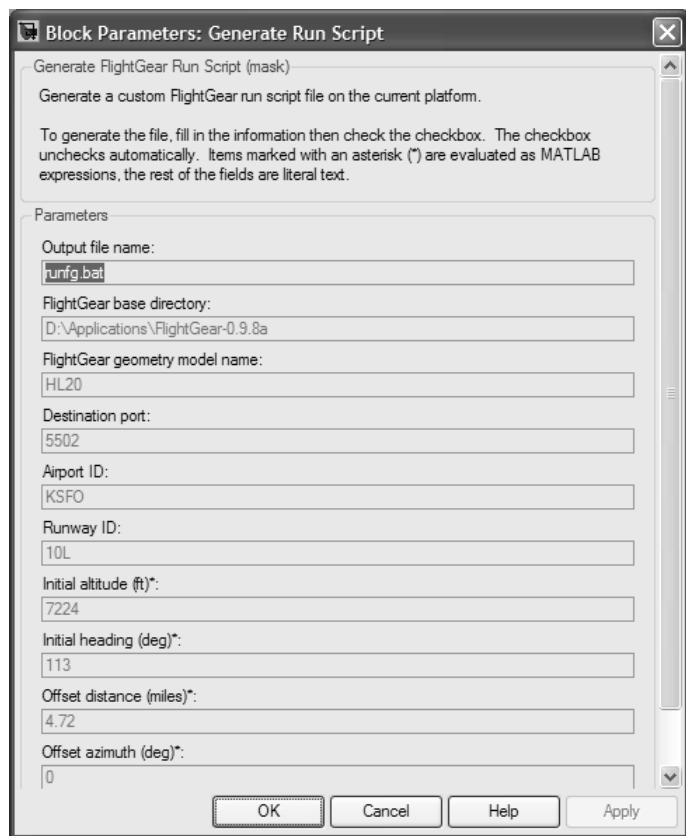 Block Parameters: Generate Run Script
Generate FlightGear Run Script (mask)
Generate a custom FlightGear run script file on the current platform.
To generate the file, fill in the information then check the checkbox. The checkbox
unchecks automatically. Items marked with an asterisk (*) are evaluated as MATLAB
expressions, the rest of the fields are literal text.
Parameters
Output file name:
runfg.bat
FlightGear base directory:
D:\Applications\FlightGear-0.9.8a
FlightGear geometry model name:
HL20
Destination port:
5502
Airport ID:
KSFO
Runway ID:
10L
Initial altitude (ft)*:
7224
Initial heading (deg)*:
113
Offset distance (miles)*:
4.72
Offset azimuth (deg)*:
0
OK Cancel Help Apply